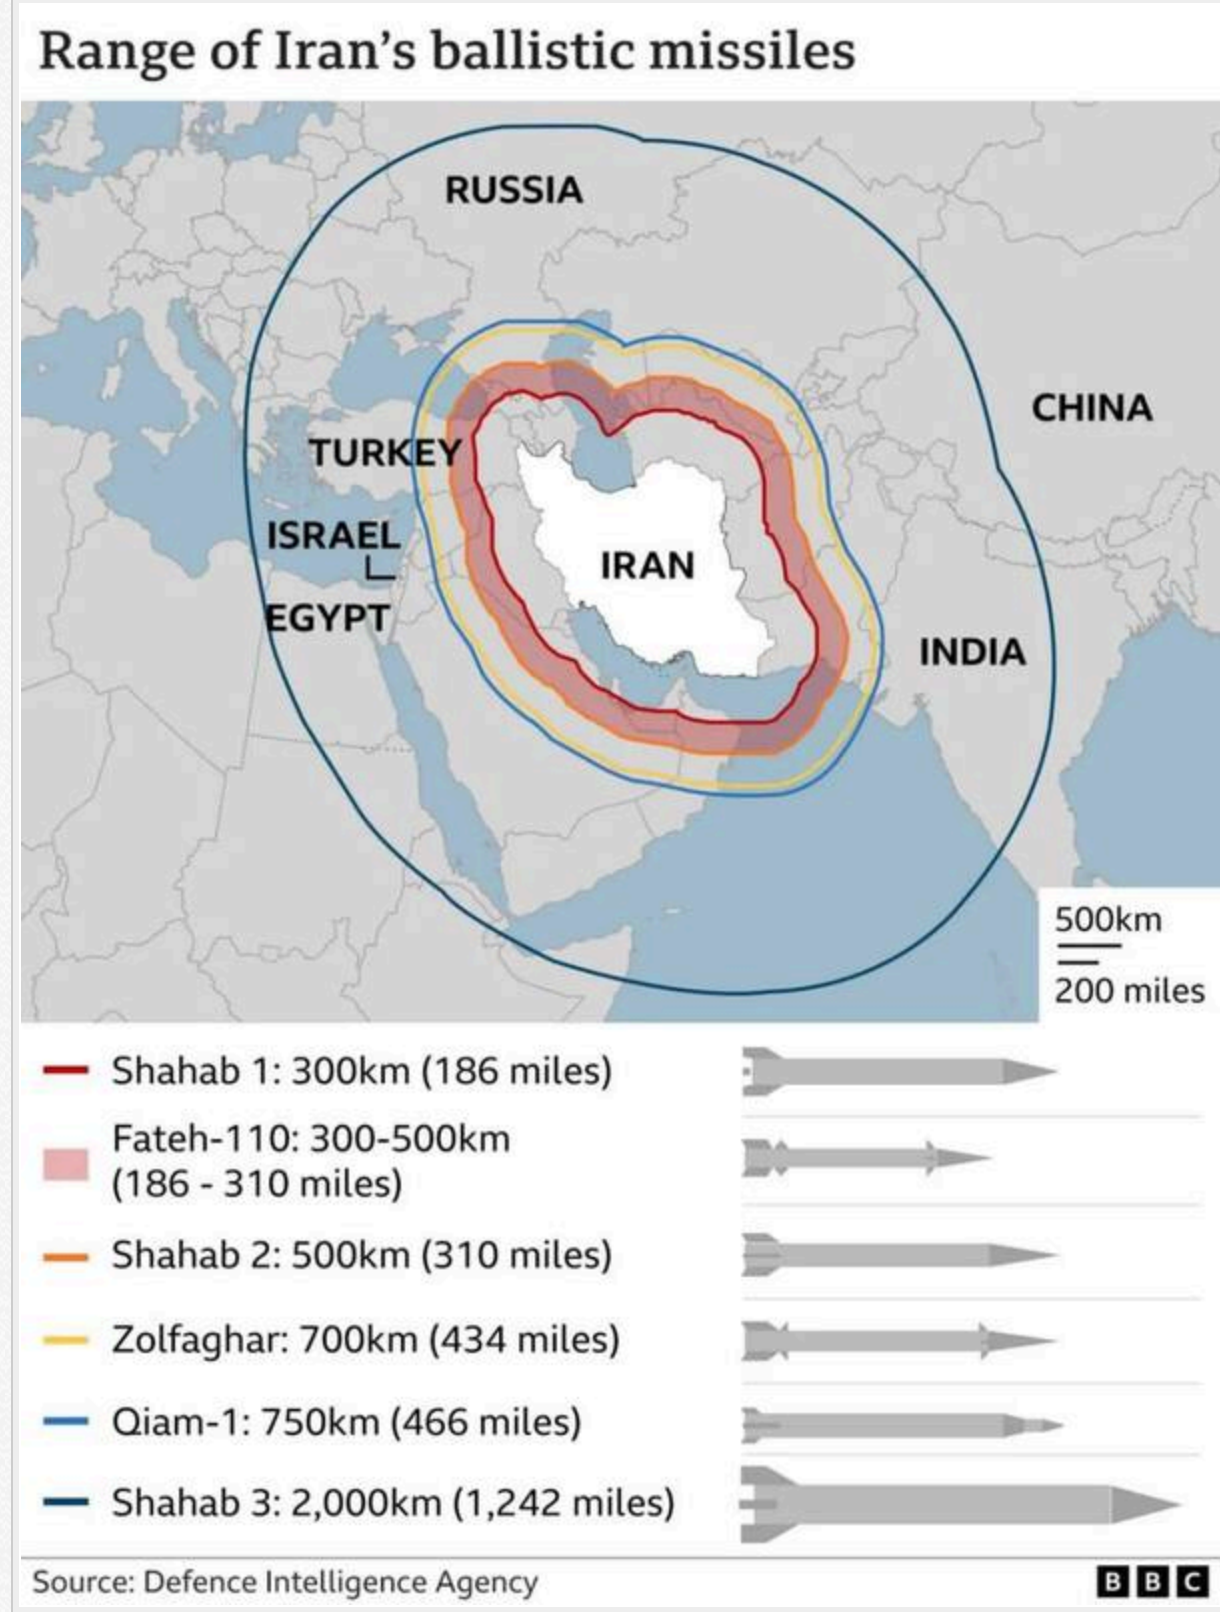 Range of Iran’s ballistic missiles
RUSSIA
CHINA
TURKEY
ISRAEL
IRAN
EGYPT
INDIA
500km
200 miles
Shahab 1: 300km (186 miles)
Fateh-110: 300-500km
(186 - 310 miles)
Shahab 2: 500km (310 miles)
Zolfaghar: 700km (434 miles)
Qiam-1: 750km (466 miles)
Shahab 3: 2,000km (1,242 miles)
Source: Defence Intelligence Agency
BBC